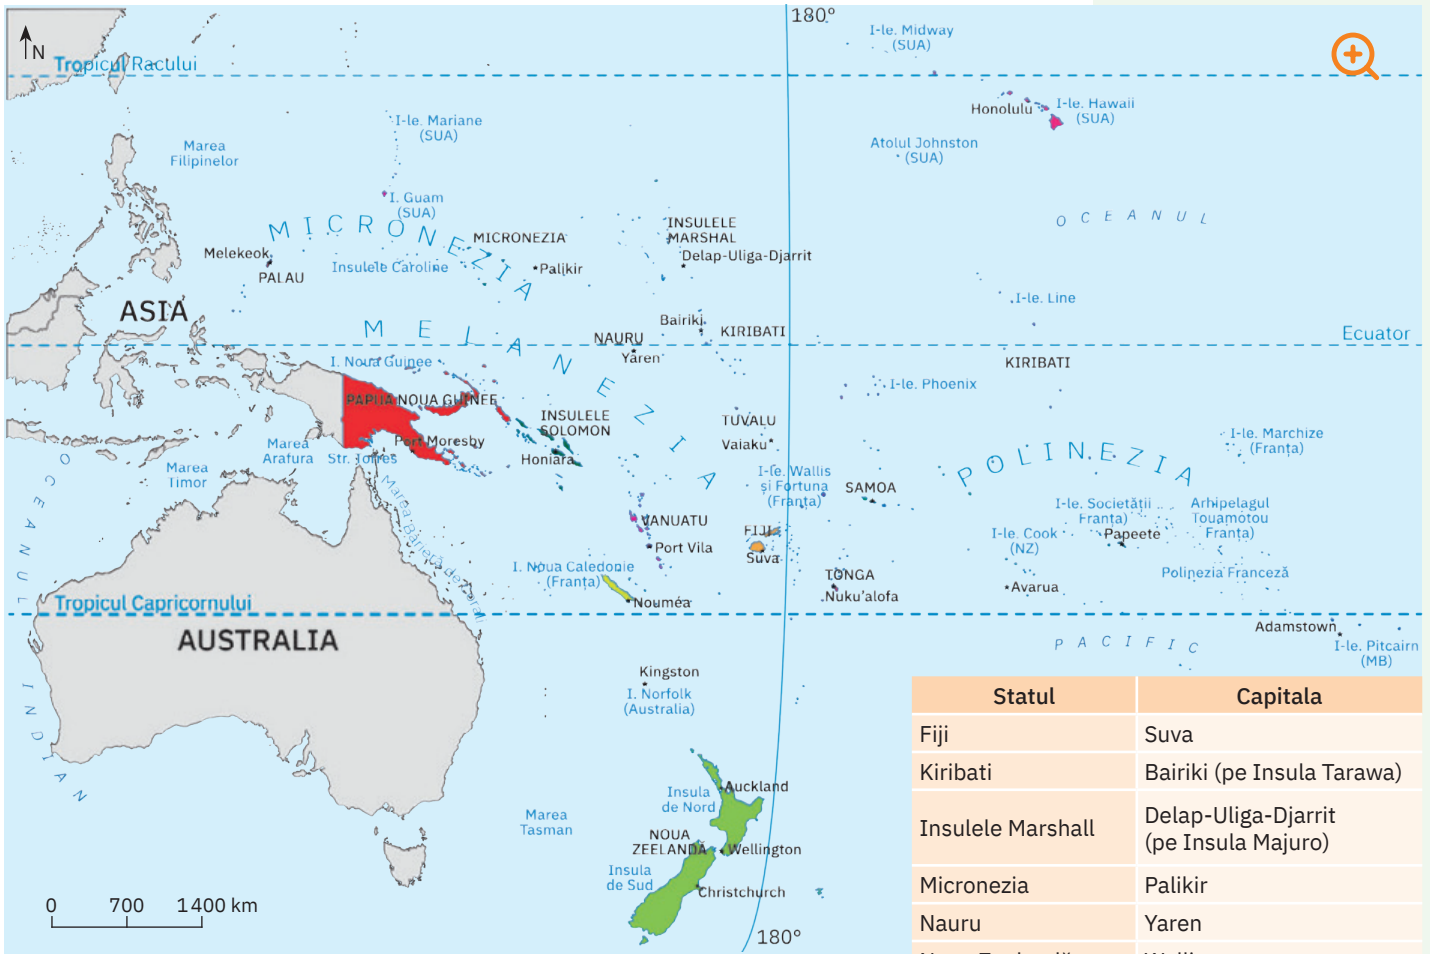 180°
N
Tropicul Racului
I-le. Midway
(SUA)
Honolulu
I-le. Hawaii
(SUA)
I-le. Mariane
(SUA)
Marea
Filipinelor
Atolul Johnston
(SUA)
I. Guam
(SUA)
OCEANUL
MICRONEZIA
MICRONEZIA
INSULELE
MARSHAL
Delap-Uliga-Djarrit
Melekeok
PALAU
Insulele Caroline
Palikir
ASIA
I-le. Line
MELANEZIA
Bairiki
KIRIBATI
NAURU
Yaren
Ecuator
KIRIBATI
I. Noua Guinee
I-le. Phoenix
PAPUA NOUA GUINEE
INSULELE
SOLOMON
TUVALU
Vaiaku
Port Moresby
Honiara
Marea
Arafura
Str. Torres
Marea
Timor
I-le. Marchize
(Franța)
POLINEZIA
I-le. Wallis
și Fortuna
(Franța)
SAMOA
OCEANUL INDIAN
Marea Barieră de Corali
VANUATU
Port Vila
FIJI
Suva
I-le. Societății
Franța)
Papeete
Arhipelagul
Touamotou
Franța)
I-le. Cook
(NZ)
Polinezia Franceză
I. Noua Caledonie
(Franța)
Nouméa
TONGA
Nuku'alofa
Avarua
Tropicul Capricornului
AUSTRALIA
Adamstown
I-le. Pitcairn
(MB)
PACIFIC
Kingston
I. Norfolk
(Australia)
Auckland
Insula
de Nord
Marea
Tasman
NOUA
ZEELANDĂ
Wellington
Insula
de Sud
Christchurch
0 700 1400 km
180°
Statul Capitala
Fiji Suva
Kiribati Bairiki (pe Insula Tarawa)
Insulele Marshall Delap-Uliga-Djarrit
(pe Insula Majuro)
Micronezia Palikir
Nauru Yaren